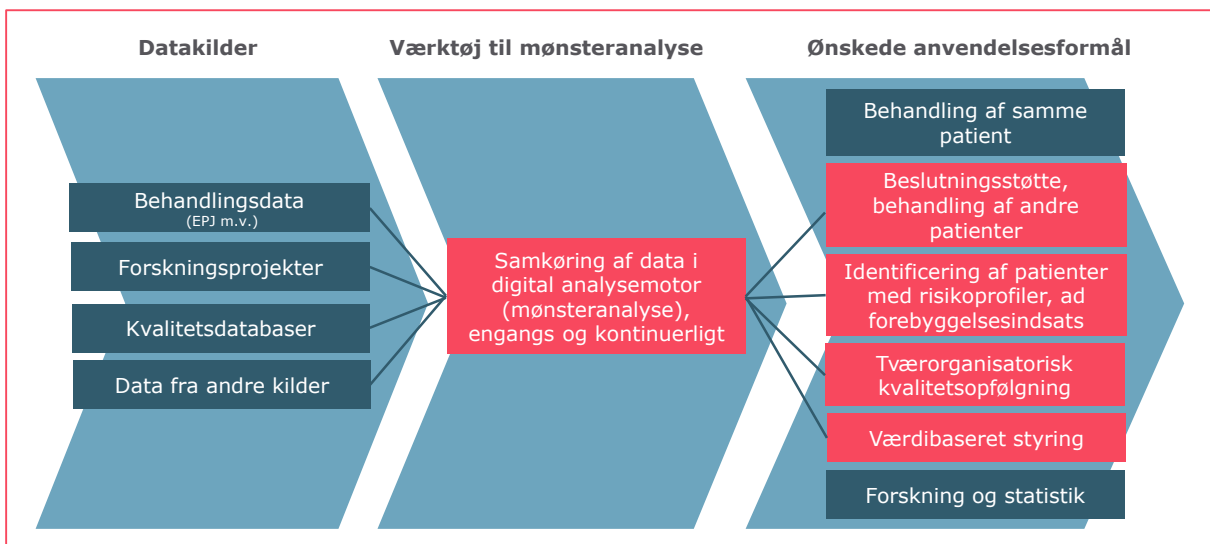 Datakilder
Værktøj til mønsteranalyse
Ønskede anvendelsesformål
Behandlingsdata
(EPJ m.v.)
Forskningsprojekter
Kvalitetsdatabaser
Data fra andre kilder
Samkøring af data i
digital analysemotor
(mønsteranalyse),
engangs og kontinuerligt
Behandling af samme
patient
Beslutningsstøtte,
behandling af andre
patienter
Identificering af patienter
med risikoprofiler, ad
forebyggelsesindsats
Tværorganisatorisk
kvalitetsopfølgning
Værdibaseret styring
Forskning og statistik